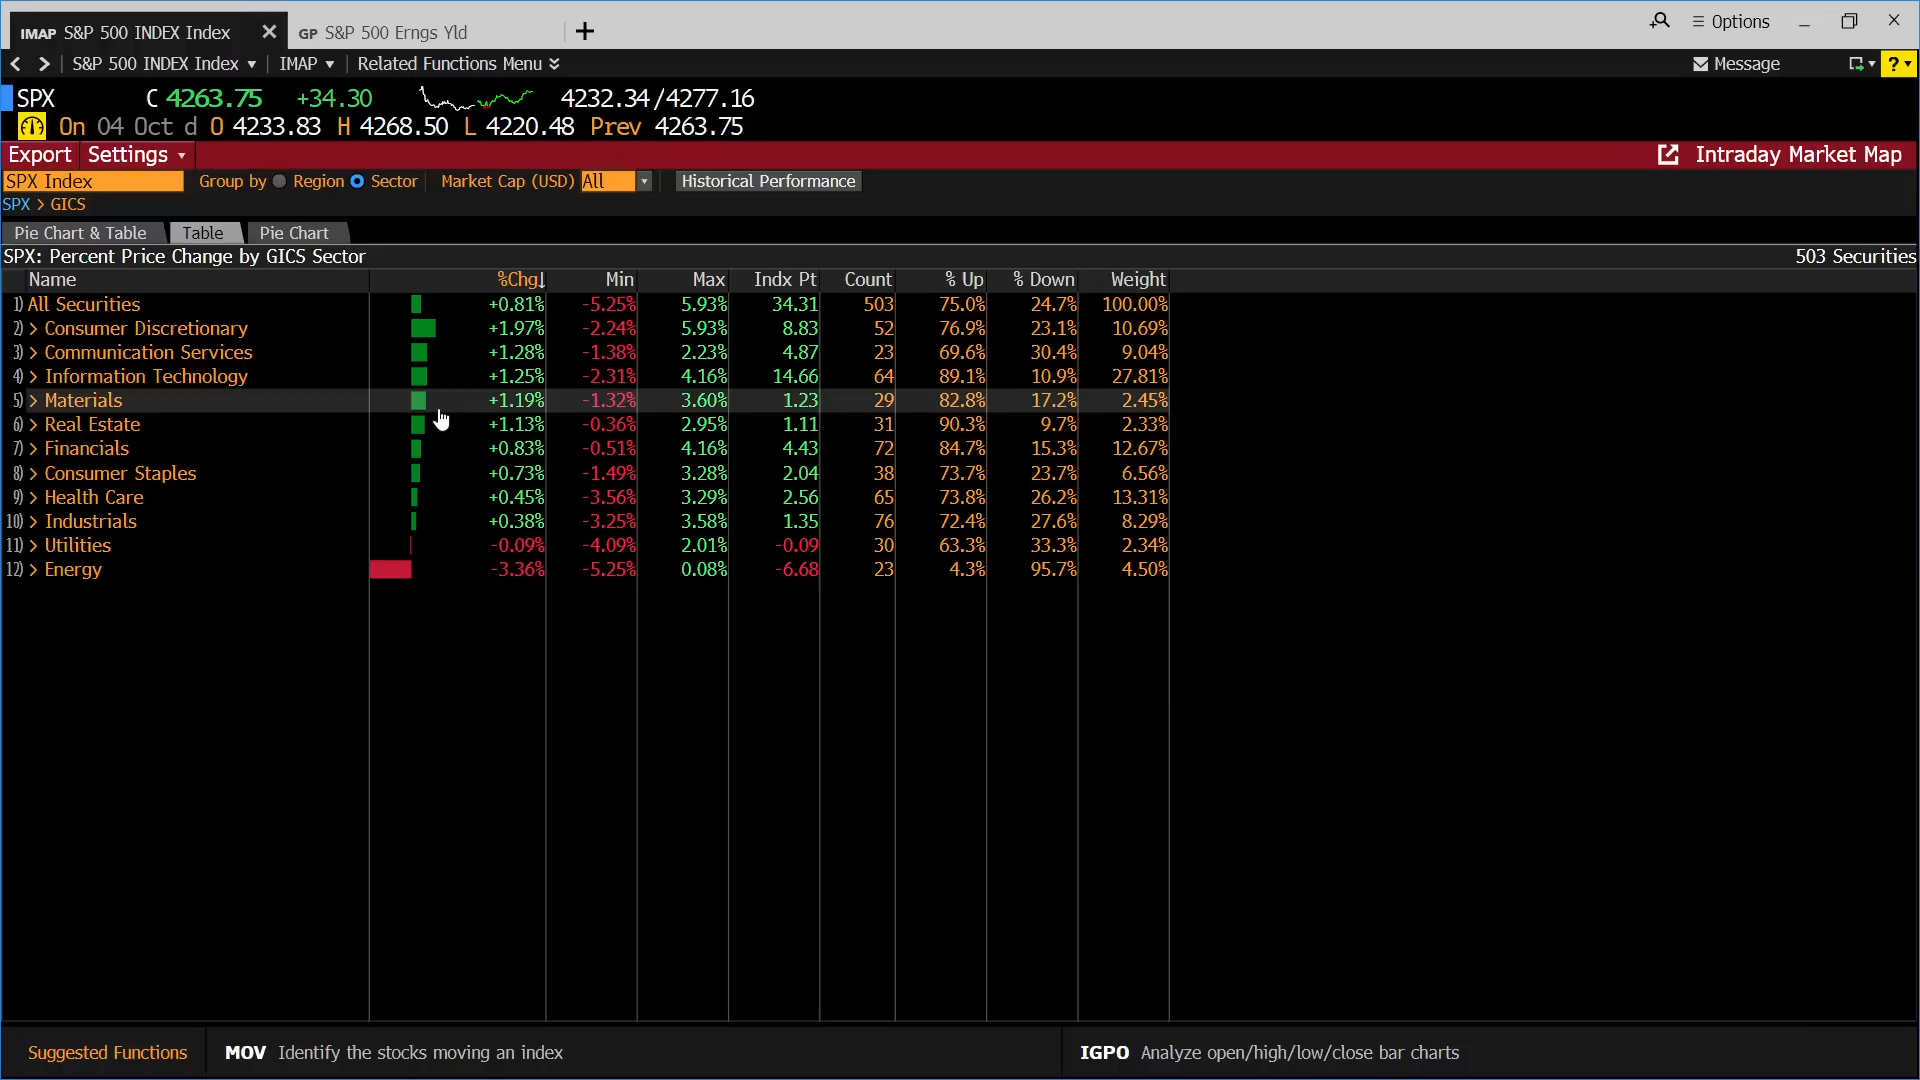 IMAP S&P 500 INDEX Index GP S&P 500 Erngs Yld Options
S&P 500 INDEX Index IMAP Related Functions Menu Message ?
SPX C 4263.75 +34.30 4232.34/4277.16
On 04 Oct d O 4233.83 H 4268.50 L 4220.48 Prev 4263.75
Export Settings Intraday Market Map
SPX Index Group by Region Sector Market Cap (USD) All Historical Performance
SPX > GICS
Pie Chart & Table Table Pie Chart
SPX: Percent Price Change by GICS Sector 503 Securities
Name %Chg↓ Min Max Indx Pt Count % Up % Down Weight
1) All Securities +0.81% -5.25% 5.93% 34.31 503 75.0% 24.7% 100.00%
2) > Consumer Discretionary +1.97% -2.24% 5.93% 8.83 52 76.9% 23.1% 10.69%
3) > Communication Services +1.28% -1.38% 2.23% 4.87 23 69.6% 30.4% 9.04%
4) > Information Technology +1.25% -2.31% 4.16% 14.66 64 89.1% 10.9% 27.81%
5) > Materials +1.19% -1.32% 3.60% 1.23 29 82.8% 17.2% 2.45%
6) > Real Estate +1.13% -0.36% 2.95% 1.11 31 90.3% 9.7% 2.33%
7) > Financials +0.83% -0.51% 4.16% 4.43 72 84.7% 15.3% 12.67%
8) > Consumer Staples +0.73% -1.49% 3.28% 2.04 38 73.7% 23.7% 6.56%
9) > Health Care +0.45% -3.56% 3.29% 2.56 65 73.8% 26.2% 13.31%
10) > Industrials +0.38% -3.25% 3.58% 1.35 76 72.4% 27.6% 8.29%
11) > Utilities -0.09% -4.09% 2.01% -0.09 30 63.3% 33.3% 2.34%
12) > Energy -3.36% -5.25% 0.08% -6.68 23 4.3% 95.7% 4.50%
Suggested Functions MOV Identify the stocks moving an index IGPO Analyze open/high/low/close bar charts